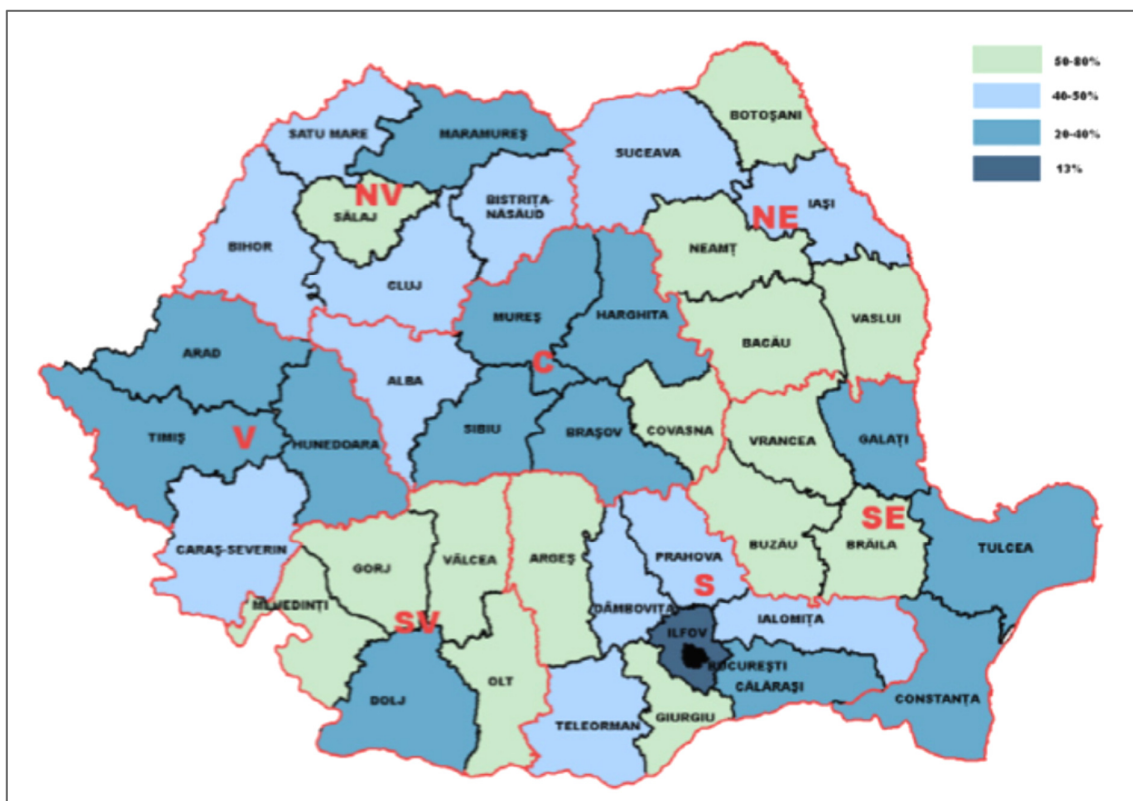 50-80%
40-50%
20-40%
13%
BOTOȘANI
SATU MARE
MARAMUREȘ
SUCEAVA
NV
BISTRIȚA-
NĂSĂUD
IAȘI
SĂLAJ
NE
BIHOR
NEAMȚ
CLUJ
MUREȘ
HARGHITA
VASLUI
BACĂU
ARAD
C
ALBA
TIMIȘ
V
HUNEDOARA
SIBIU
BRAȘOV
COVASNA
VRANCEA
GALAȚI
SE
CARAȘ-SEVERIN
GORJ
VÂLCEA
ARGEȘ
PRAHOVA
BUZĂU
BRĂILA
TULCEA
S
MEHEDINȚI
DÂMBOVIȚA
SV
IALOMIȚA
ILFOV
BUCUREȘTI
OLT
CĂLĂRAȘI
DOLJ
CONSTANȚA
TELEORMAN
GIURGIU